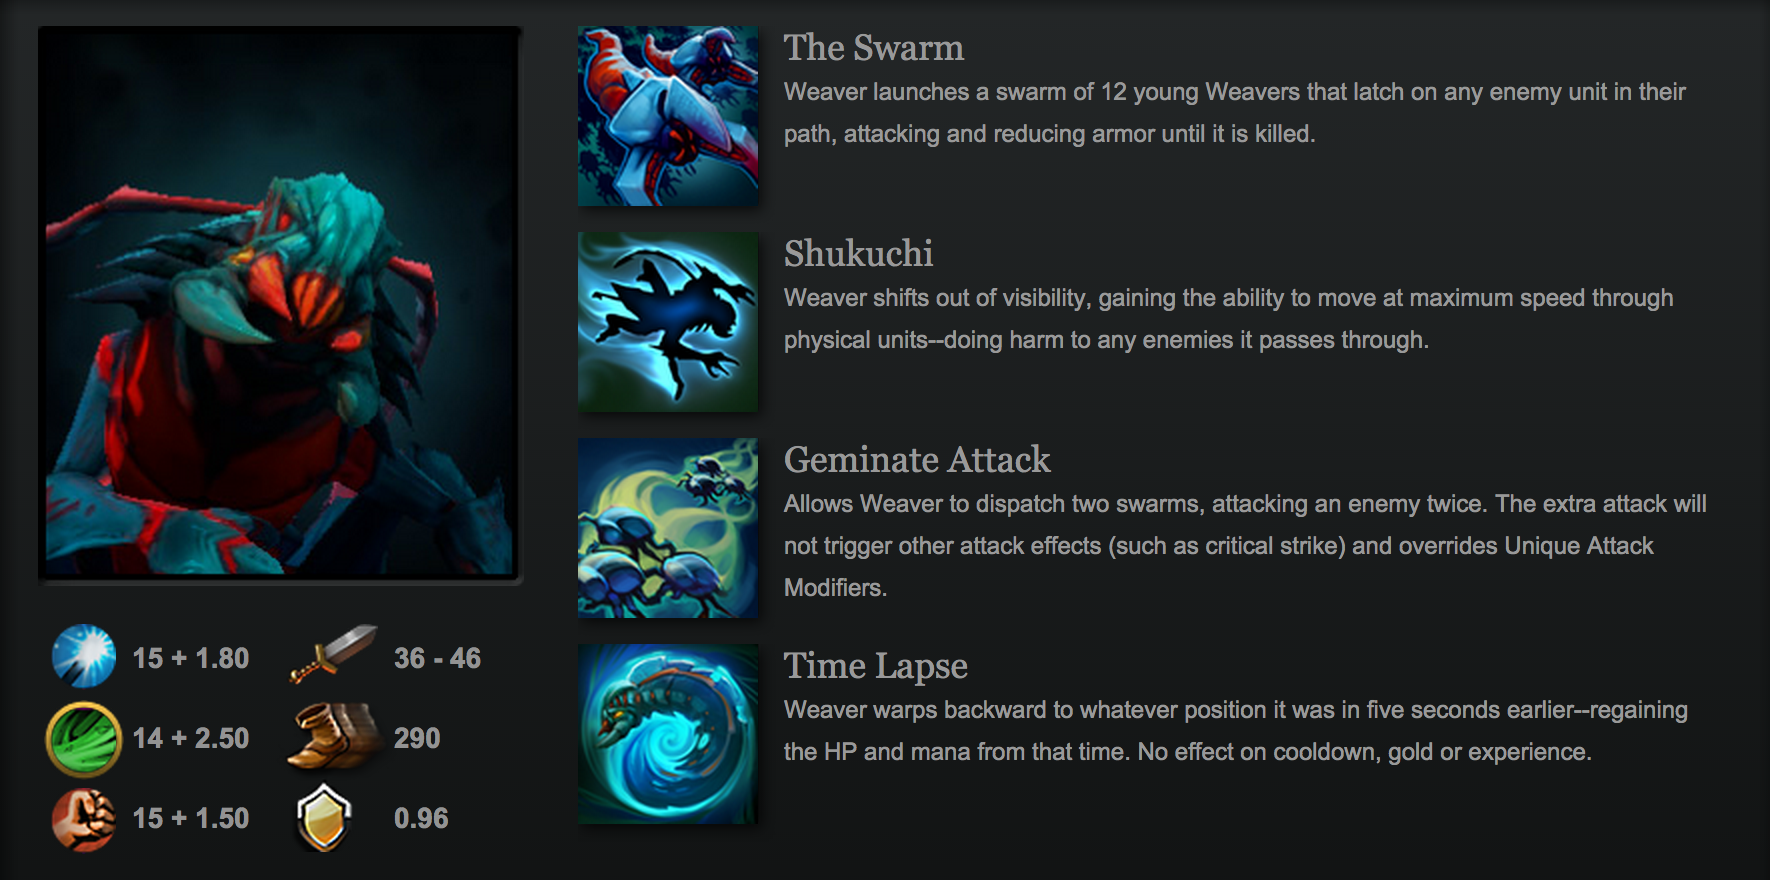 The Swarm
Weaver launches a swarm of 12 young Weavers that latch on any enemy unit in their
path, attacking and reducing armor until it is killed.
Shukuchi
Weaver shifts out of visibility, gaining the ability to move at maximum speed through
physical units--doing harm to any enemies it passes through.
Geminate Attack
Allows Weaver to dispatch two swarms, attacking an enemy twice. The extra attack will
not trigger other attack effects (such as critical strike) and overrides Unique Attack
Modifiers.
Time Lapse
Weaver warps backward to whatever position it was in five seconds earlier--regaining
the HP and mana from that time. No effect on cooldown, gold or experience.
15 + 1.80
36 - 46
14 + 2.50
290
15 + 1.50
0.96